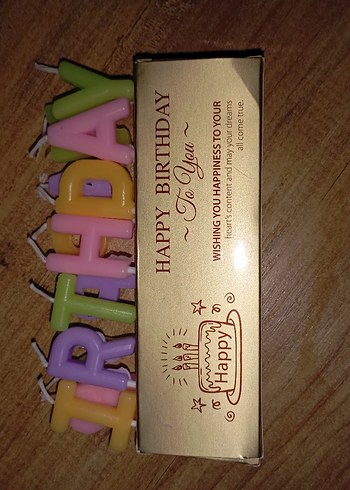 IRTHDAY
HAPPY BIRTHDAY
~ To You ~
WISHING YOU HAPPINESS TO YOUR
heart's content and may your dreams
all come true.
Happy